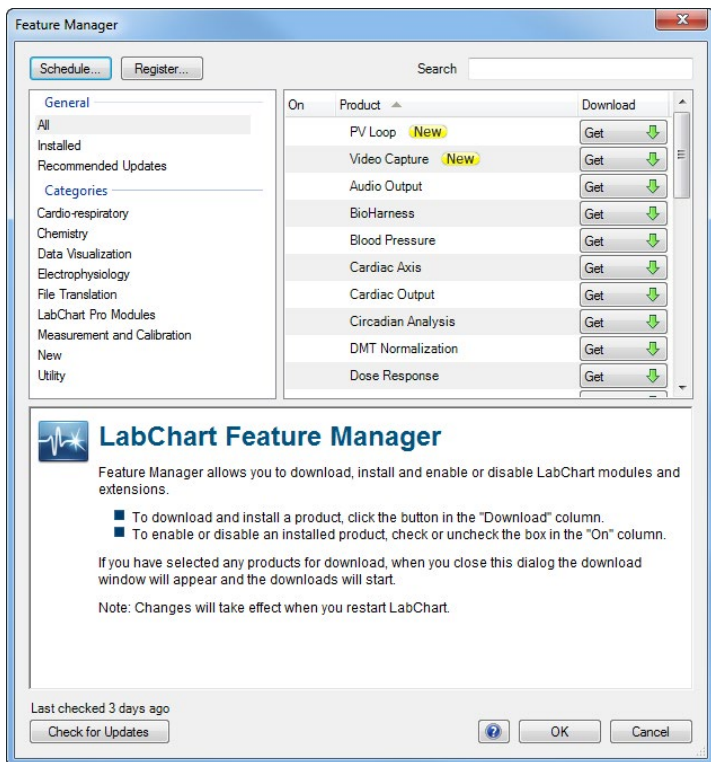 Feature Manager
Schedule... Register... Search
General
All
Installed
Recommended Updates
Categories
Cardio-respiratory
Chemistry
Data Visualization
Electrophysiology
File Translation
LabChart Pro Modules
Measurement and Calibration
New
Utility
On Product Download
PV Loop New Get
Video Capture New Get
Audio Output Get
BioHarness Get
Blood Pressure Get
Cardiac Axis Get
Cardiac Output Get
Circadian Analysis Get
DMT Normalization Get
Dose Response Get
LabChart Feature Manager
Feature Manager allows you to download, install and enable or disable LabChart modules and
extensions.
To download and install a product, click the button in the "Download" column.
To enable or disable an installed product, check or uncheck the box in the "On" column.
If you have selected any products for download, when you close this dialog the download
window will appear and the downloads will start.
Note: Changes will take effect when you restart LabChart.
Last checked 3 days ago
Check for Updates ? OK Cancel